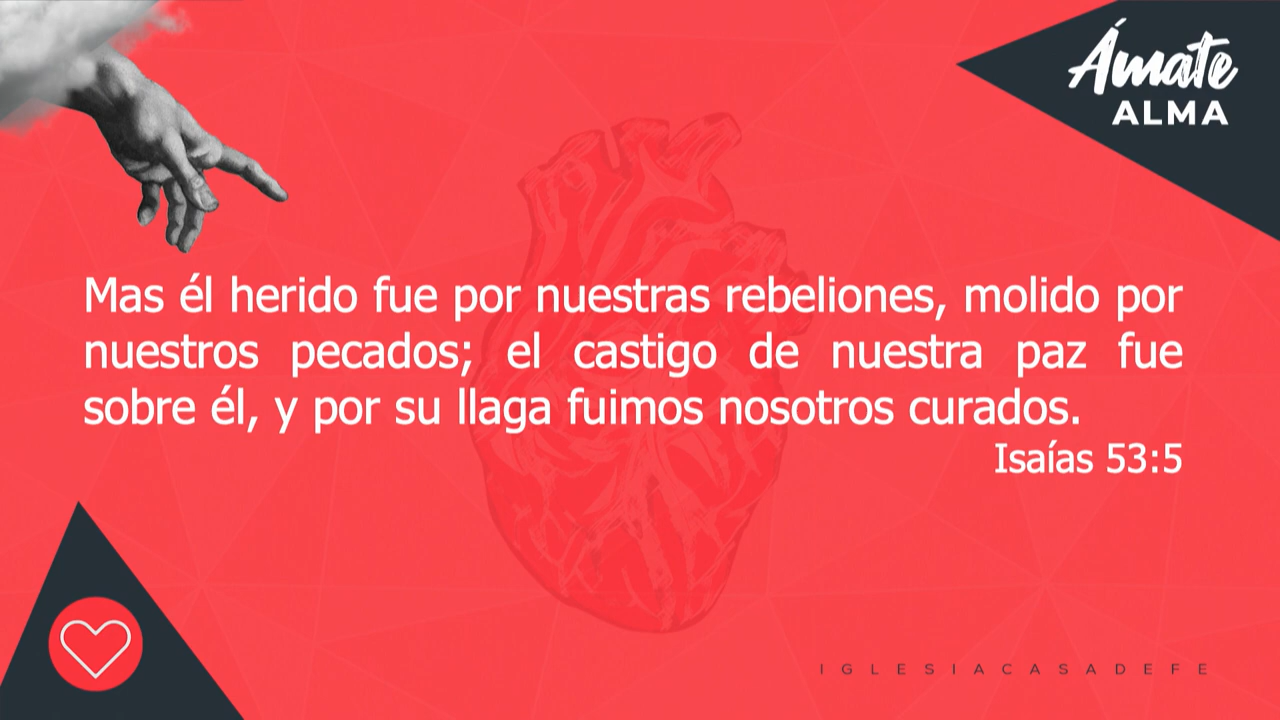 Ámate
ALMA
Mas él herido fue por nuestras rebeliones, molido por
nuestros pecados; el castigo de nuestra paz fue
sobre él, y por su llaga fuimos nosotros curados.
Isaías 53:5
IGLESIACASADEFE